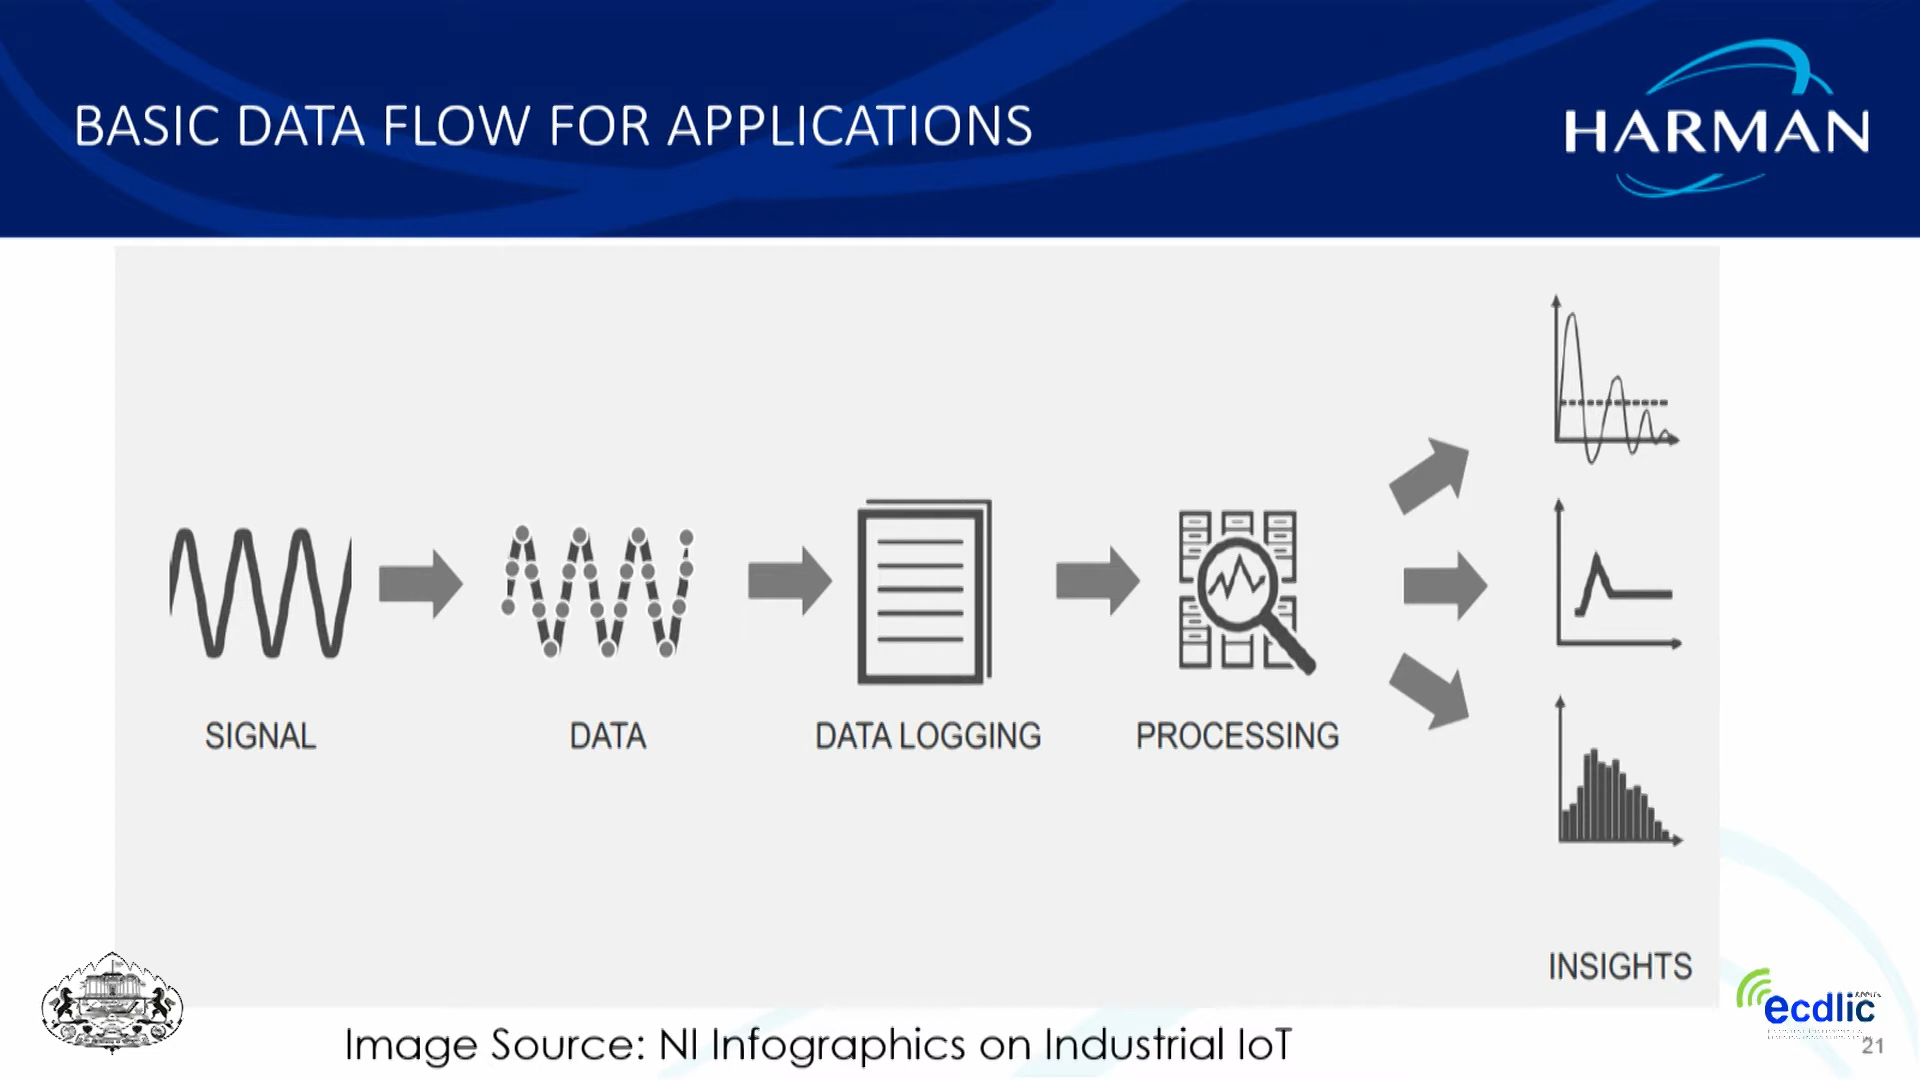 BASIC DATA FLOW FOR APPLICATIONS
HARMAN
SIGNAL
DATA
DATA LOGGING
PROCESSING
INSIGHTS
ecdlic
Image Source: NI Infographics on Industrial IoT
21